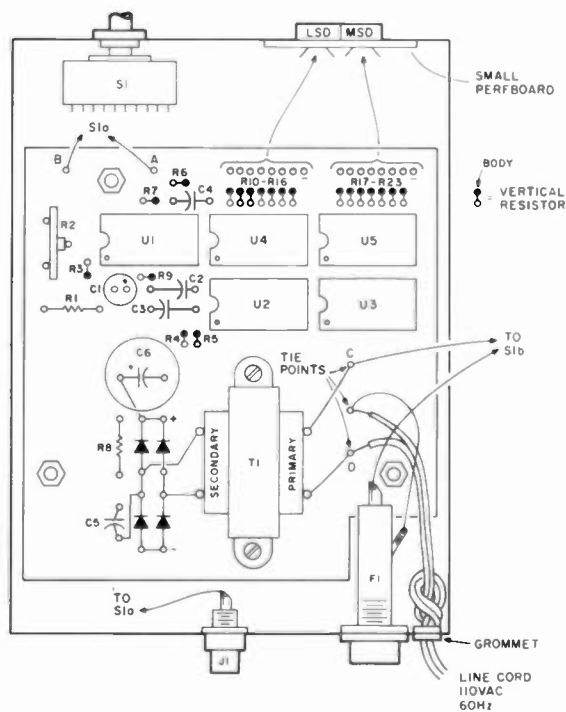 LSD MSD
SMALL
PERFBOARD
S1
S1a
B A
R6
R7 C4
R10-R16
R17-R23
BODY
= VERTICAL
RESISTOR
R2
U1
U4
U5
R3
R9
C1
C2
C3
R1
U2
U3
R4 R5
C6
TIE
POINTS
C
TO
S1b
+
R8
SECONDARY
T1
PRIMARY
D
C5
-
F1
TO
S1a
J1
GROMMET
LINE CORD
110VAC
60Hz